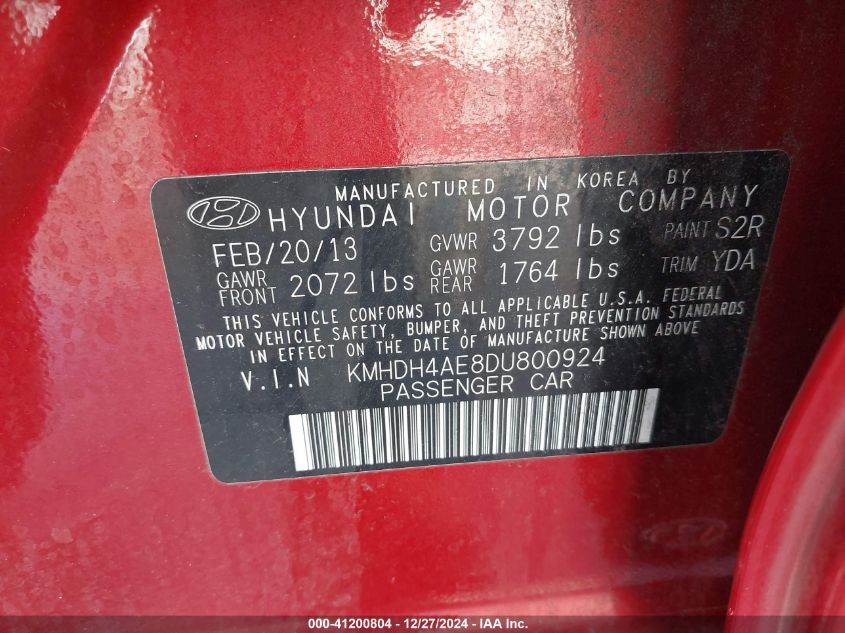 MANUFACTURED IN KOREA BY
HYUNDAI MOTOR COMPANY
FEB/20/13 GVWR 3792 lbs PAINT S2R
GAWR FRONT 2072 lbs GAWR REAR 1764 lbs TRIM YDA
THIS VEHICLE CONFORMS TO ALL APPLICABLE U.S.A. FEDERAL
MOTOR VEHICLE SAFETY, BUMPER, AND THEFT PREVENTION STANDARDS
IN EFFECT ON THE DATE OF MANUFACTURE SHOWN ABOVE
V.I.N KMHDH4AE8DU800924
PASSENGER CAR
000-41200804 - 12/27/2024 - IAA Inc.